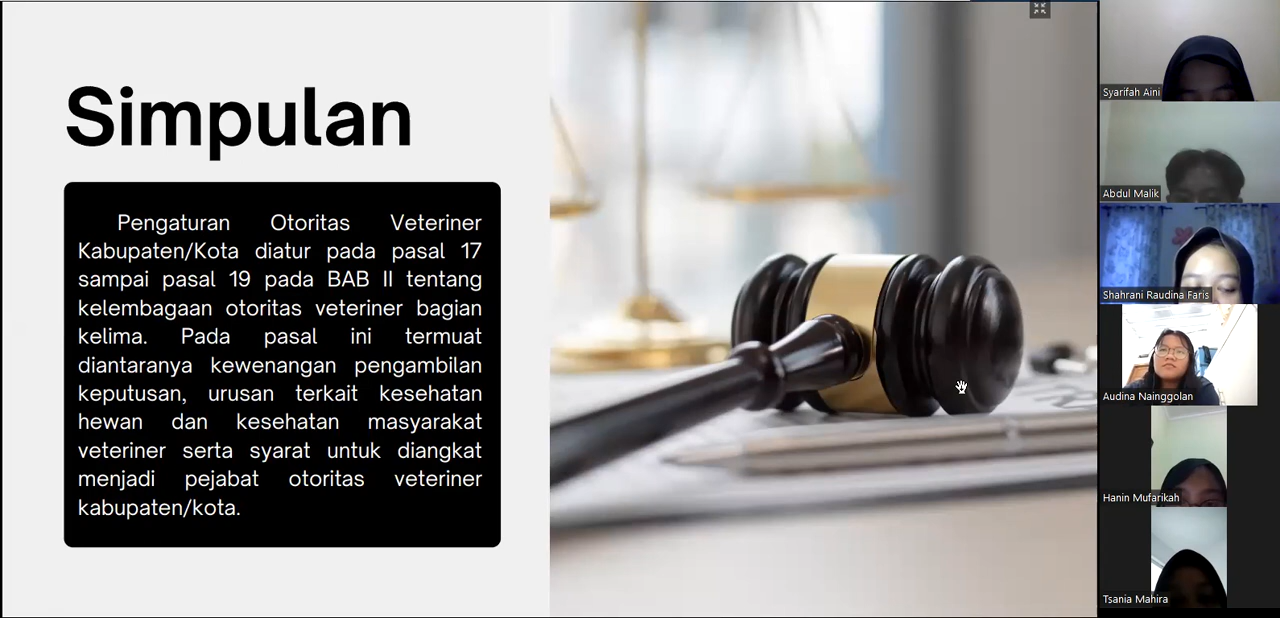 Simpulan
Pengaturan Otoritas Veteriner
Kabupaten/Kota diatur pada pasal 17
sampai pasal 19 pada BAB II tentang
kelembagaan otoritas veteriner bagian
kelima. Pada pasal ini termuat
diantaranya kewenangan pengambilan
keputusan, urusan terkait kesehatan
hewan dan kesehatan masyarakat
veteriner serta syarat untuk diangkat
menjadi pejabat otoritas veteriner
kabupaten/kota.
Syarifah Aini
Abdul Malik
Shahrani Raudina Faris
Audina Nainggolan
Hanin Mufarikah
Tsania Mahira